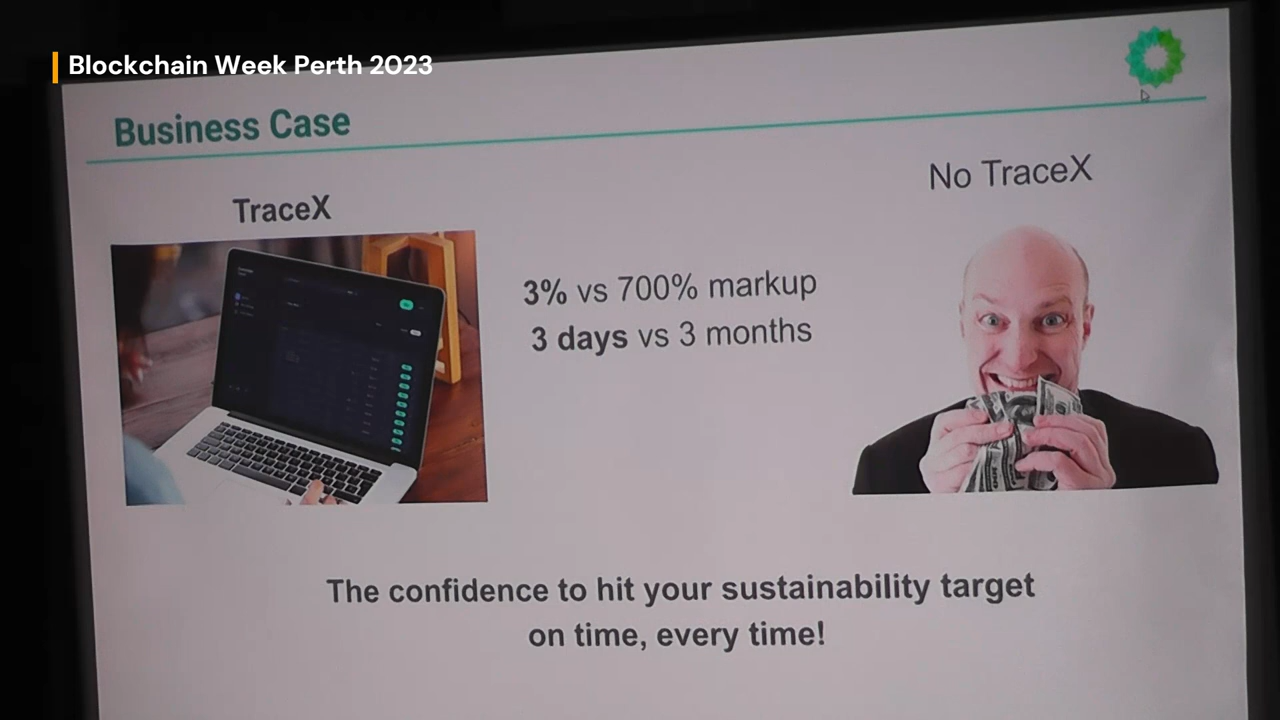 Blockchain Week Perth 2023
Business Case
TraceX
No TraceX
3% vs 700% markup
3 days vs 3 months
The confidence to hit your sustainability target
on time, every time!